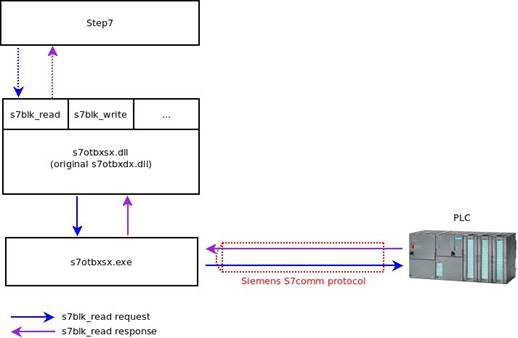 Step7
s7blk_read
s7blk_write
...
s7otbxsx.dll
(original s7otbxdx.dll)
PLC
s7otbxsx.exe
Siemens S7comm protocol
s7blk_read request
s7blk_read response